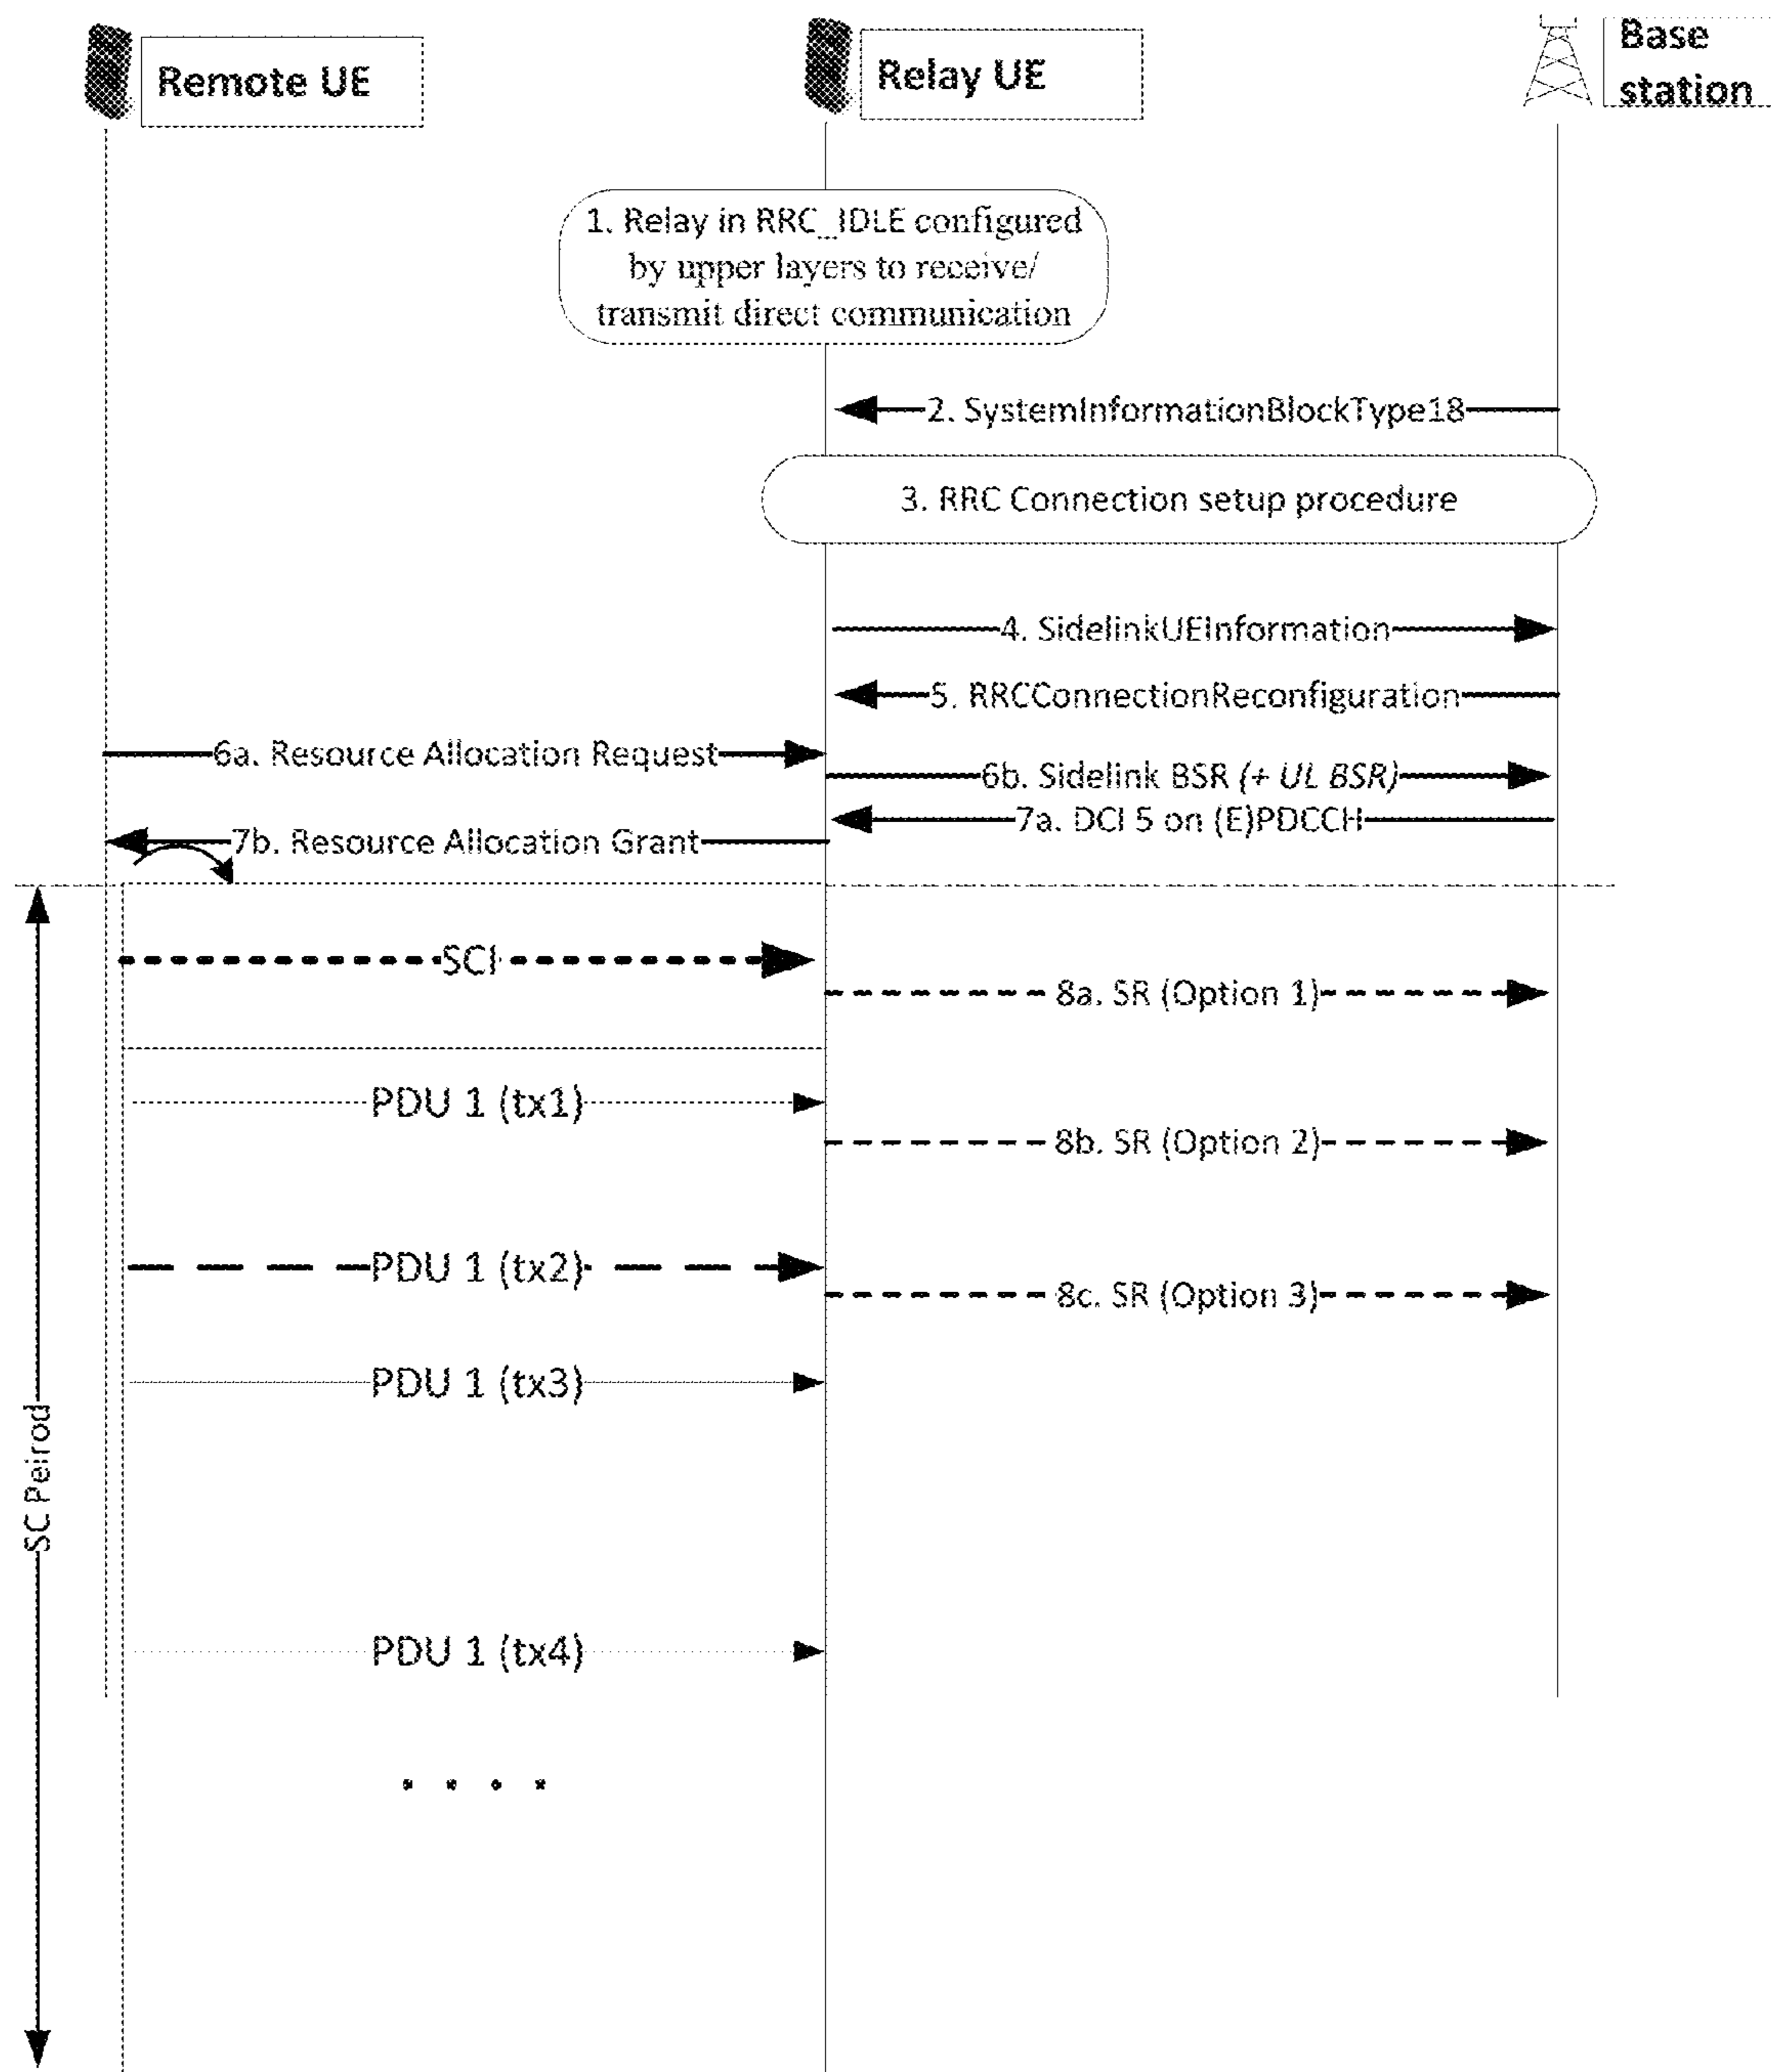 Remote UE
Relay UE
Base
station
1. Relay in RRC_IDLE configured
by upper layers to receive/
transmit direct communication
2. SystemInformationBlockType18
3. RRC Connection setup procedure
4. SidelinkUEInformation
5. RRCConnectionReconfiguration
6a. Resource Allocation Request
6b. Sidelink BSR (+ UL BSR)
7a. DCI 5 on (E)PDCCH
7b. Resource Allocation Grant
SCI
8a. SR (Option 1)
PDU 1 (tx1)
8b. SR (Option 2)
PDU 1 (tx2)
8c. SR (Option 3)
PDU 1 (tx3)
SC Peirod
PDU 1 (tx4)
. . . .